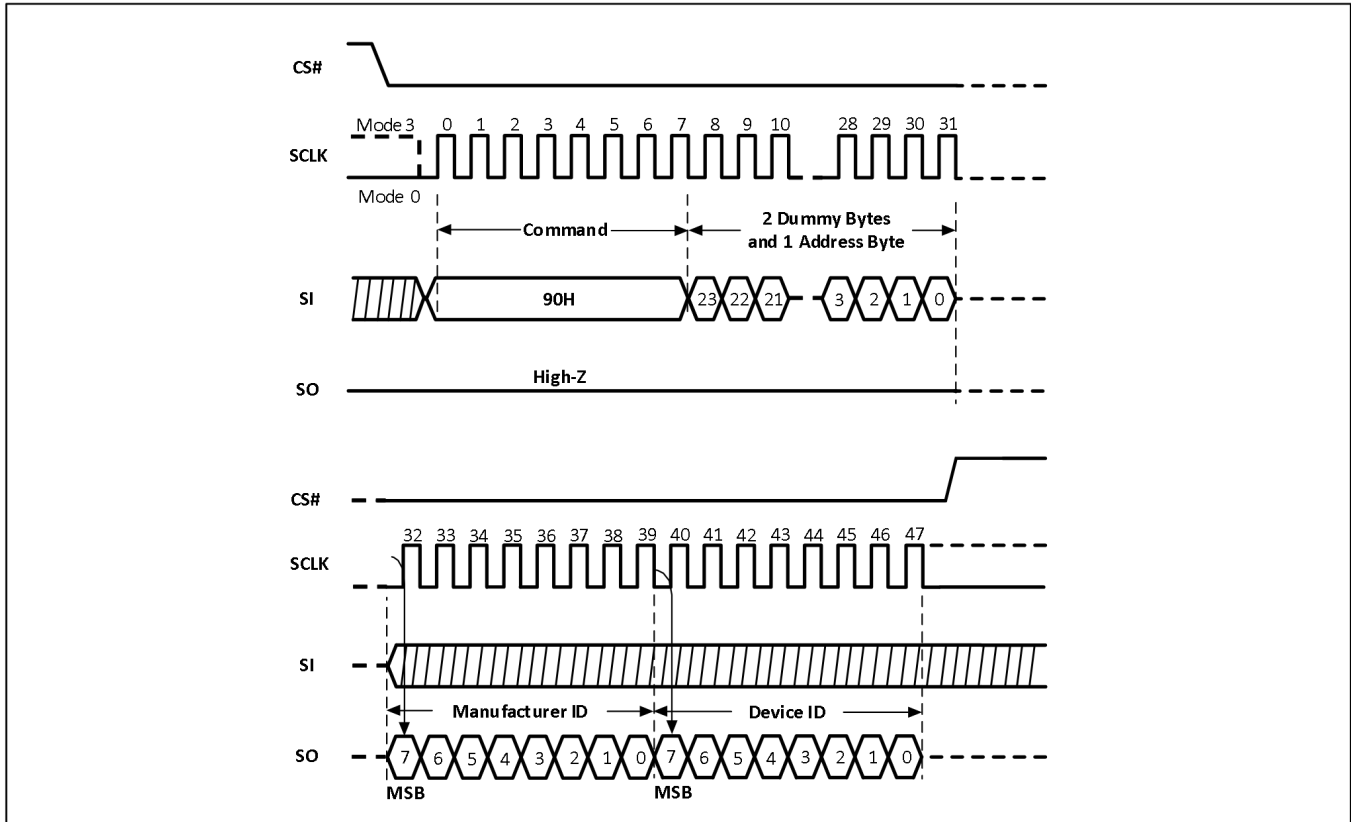 CS#
Mode 3 0 1 2 3 4 5 6 7 8 9 10 28 29 30 31
SCLK
Mode 0
Command
2 Dummy Bytes
and 1 Address Byte
SI 90H 23 22 21 3 2 1 0
High-Z
SO
CS#
32 33 34 35 36 37 38 39 40 41 42 43 44 45 46 47
SCLK
SI
Manufacturer ID Device ID
SO 7 6 5 4 3 2 1 0 7 6 5 4 3 2 1 0
MSB MSB